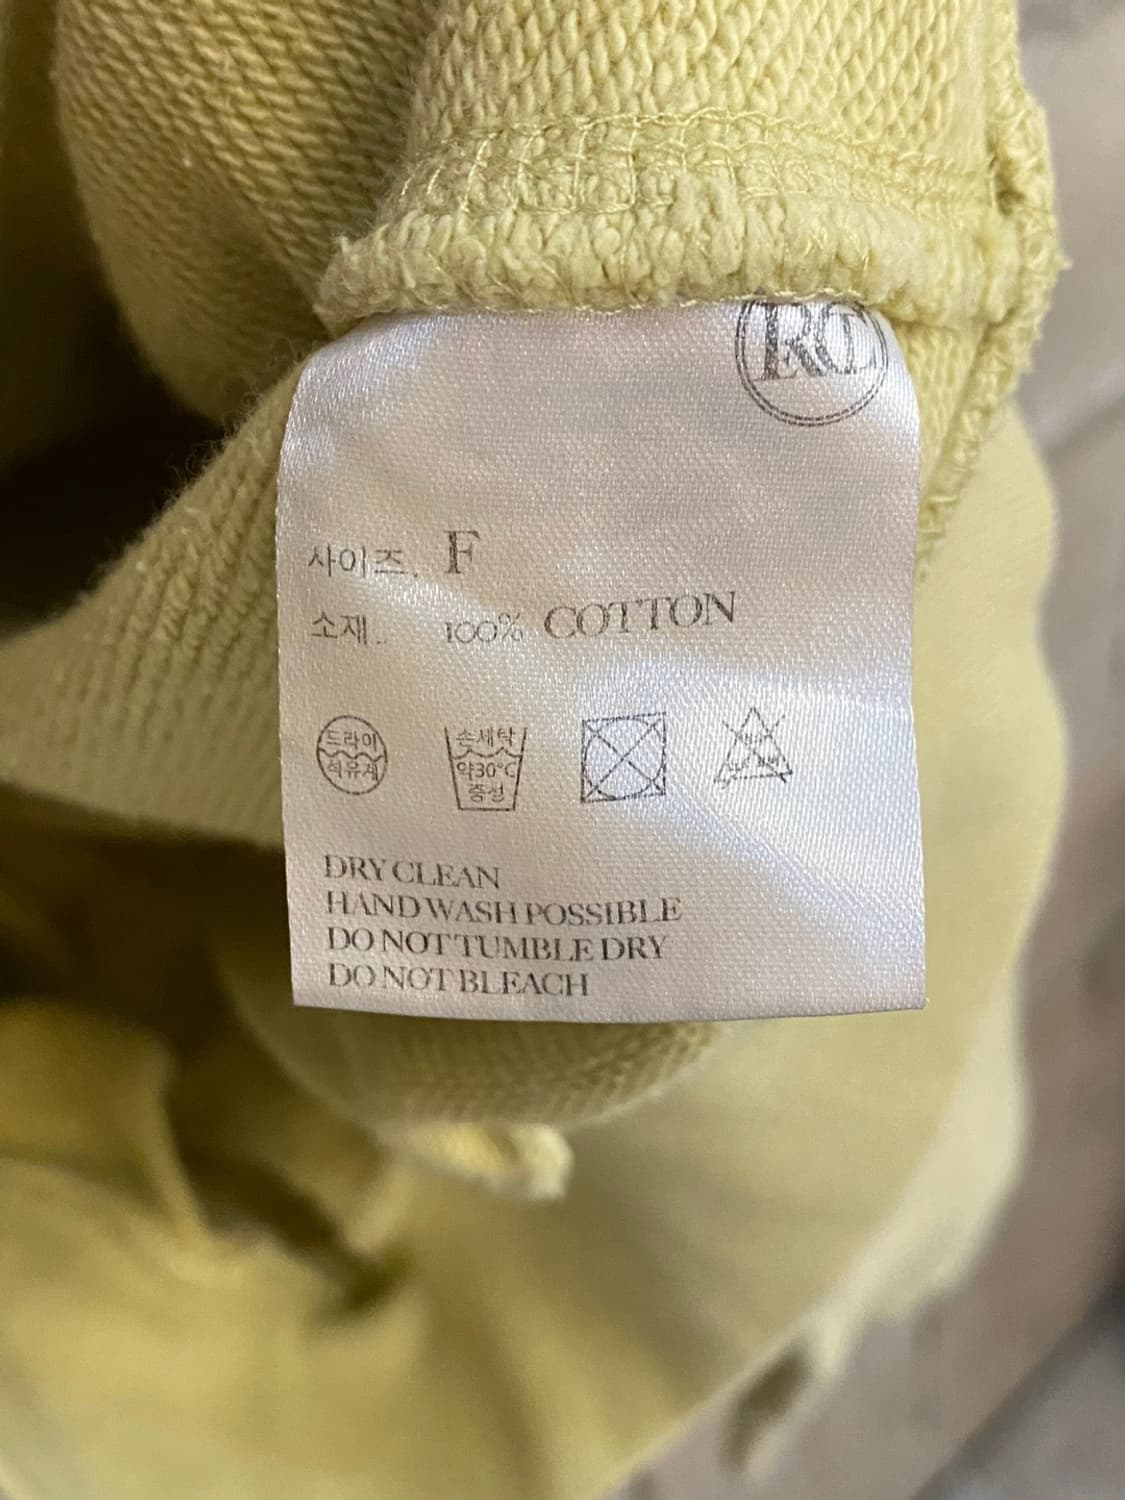 사이즈. F
소재.. 100% COTTON
드라이
석유계
손세탁
약30°C
중성
DRY CLEAN
HAND WASH POSSIBLE
DO NOT TUMBLE DRY
DO NOT BLEACH